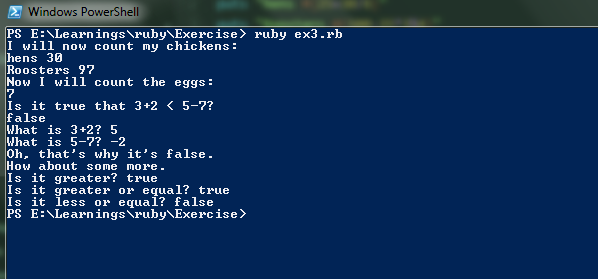 Windows PowerShell
PS E:\Learnings\ruby\Exercise> ruby ex3.rb
I will now count my chickens:
hens 30
Roosters 97
Now I will count the eggs:
7
Is it true that 3+2 < 5-7?
false
What is 3+2? 5
What is 5-7? -2
Oh, that's why it's false.
How about some more.
Is it greater? true
Is it greater or equal? true
Is it less or equal? false
PS E:\Learnings\ruby\Exercise>